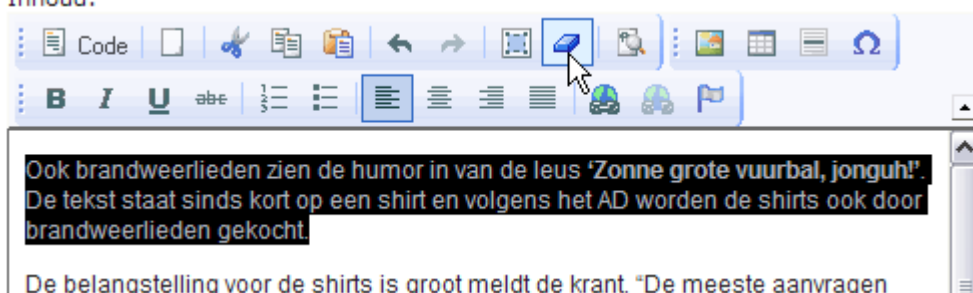 Inhoud:
Code
B I U abc
Ook brandweerlieden zien de humor in van de leus ‘Zonne grote vuurbal, jonguh!’.
De tekst staat sinds kort op een shirt en volgens het AD worden de shirts ook door
brandweerlieden gekocht.
De belangstelling voor de shirts is groot meldt de krant. “De meeste aanvragen